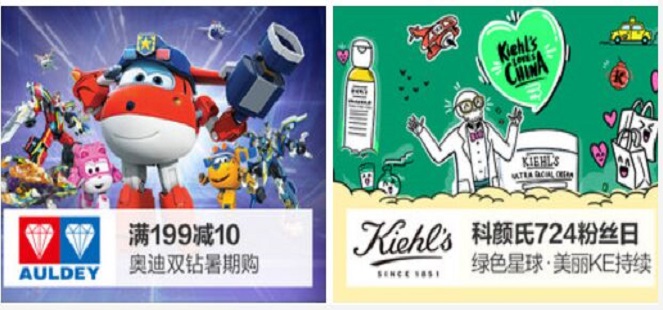 AULDEY
满199减10
奥迪双钻暑期购
Kiehl's
LOVES
CHINA
KIEHL'S
ULTRA FACIAL CREAM
Kiehl's
SINCE 1851
科颜氏724粉丝日
绿色星球·美丽KE持续